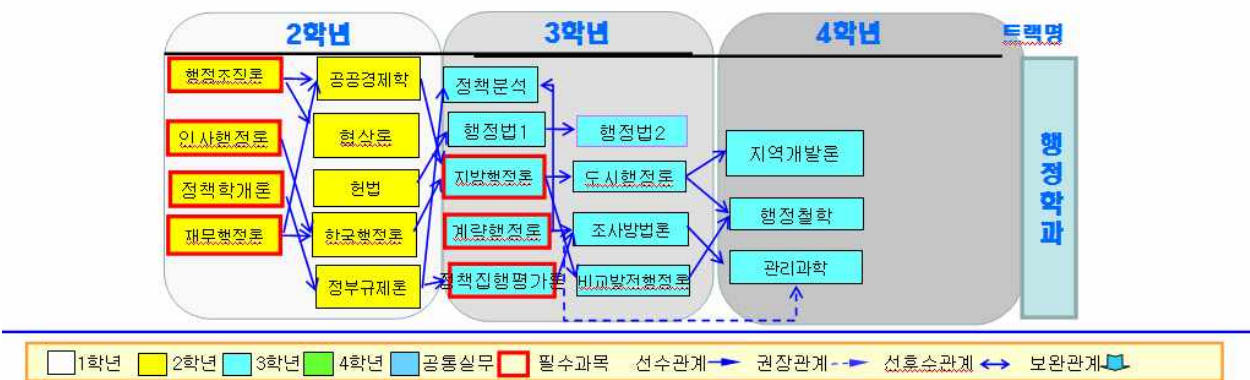 2학년 3학년 4학년 트랙명
행정조직론 공공경제학 정책분석
인사행정론 협상론 행정법1 행정법2 지역개발론
정책학개론 헌법 지방행정론 도시행정론 행정철학
재무행정론 한국행정론 계량행정론 조사방법론 관리과학
정부규제론 정책집행평가론 비교발전행정론
행정학과
1학년 2학년 3학년 4학년 공통실무 필수과목 선수관계 권장관계 선후수관계 보완관계